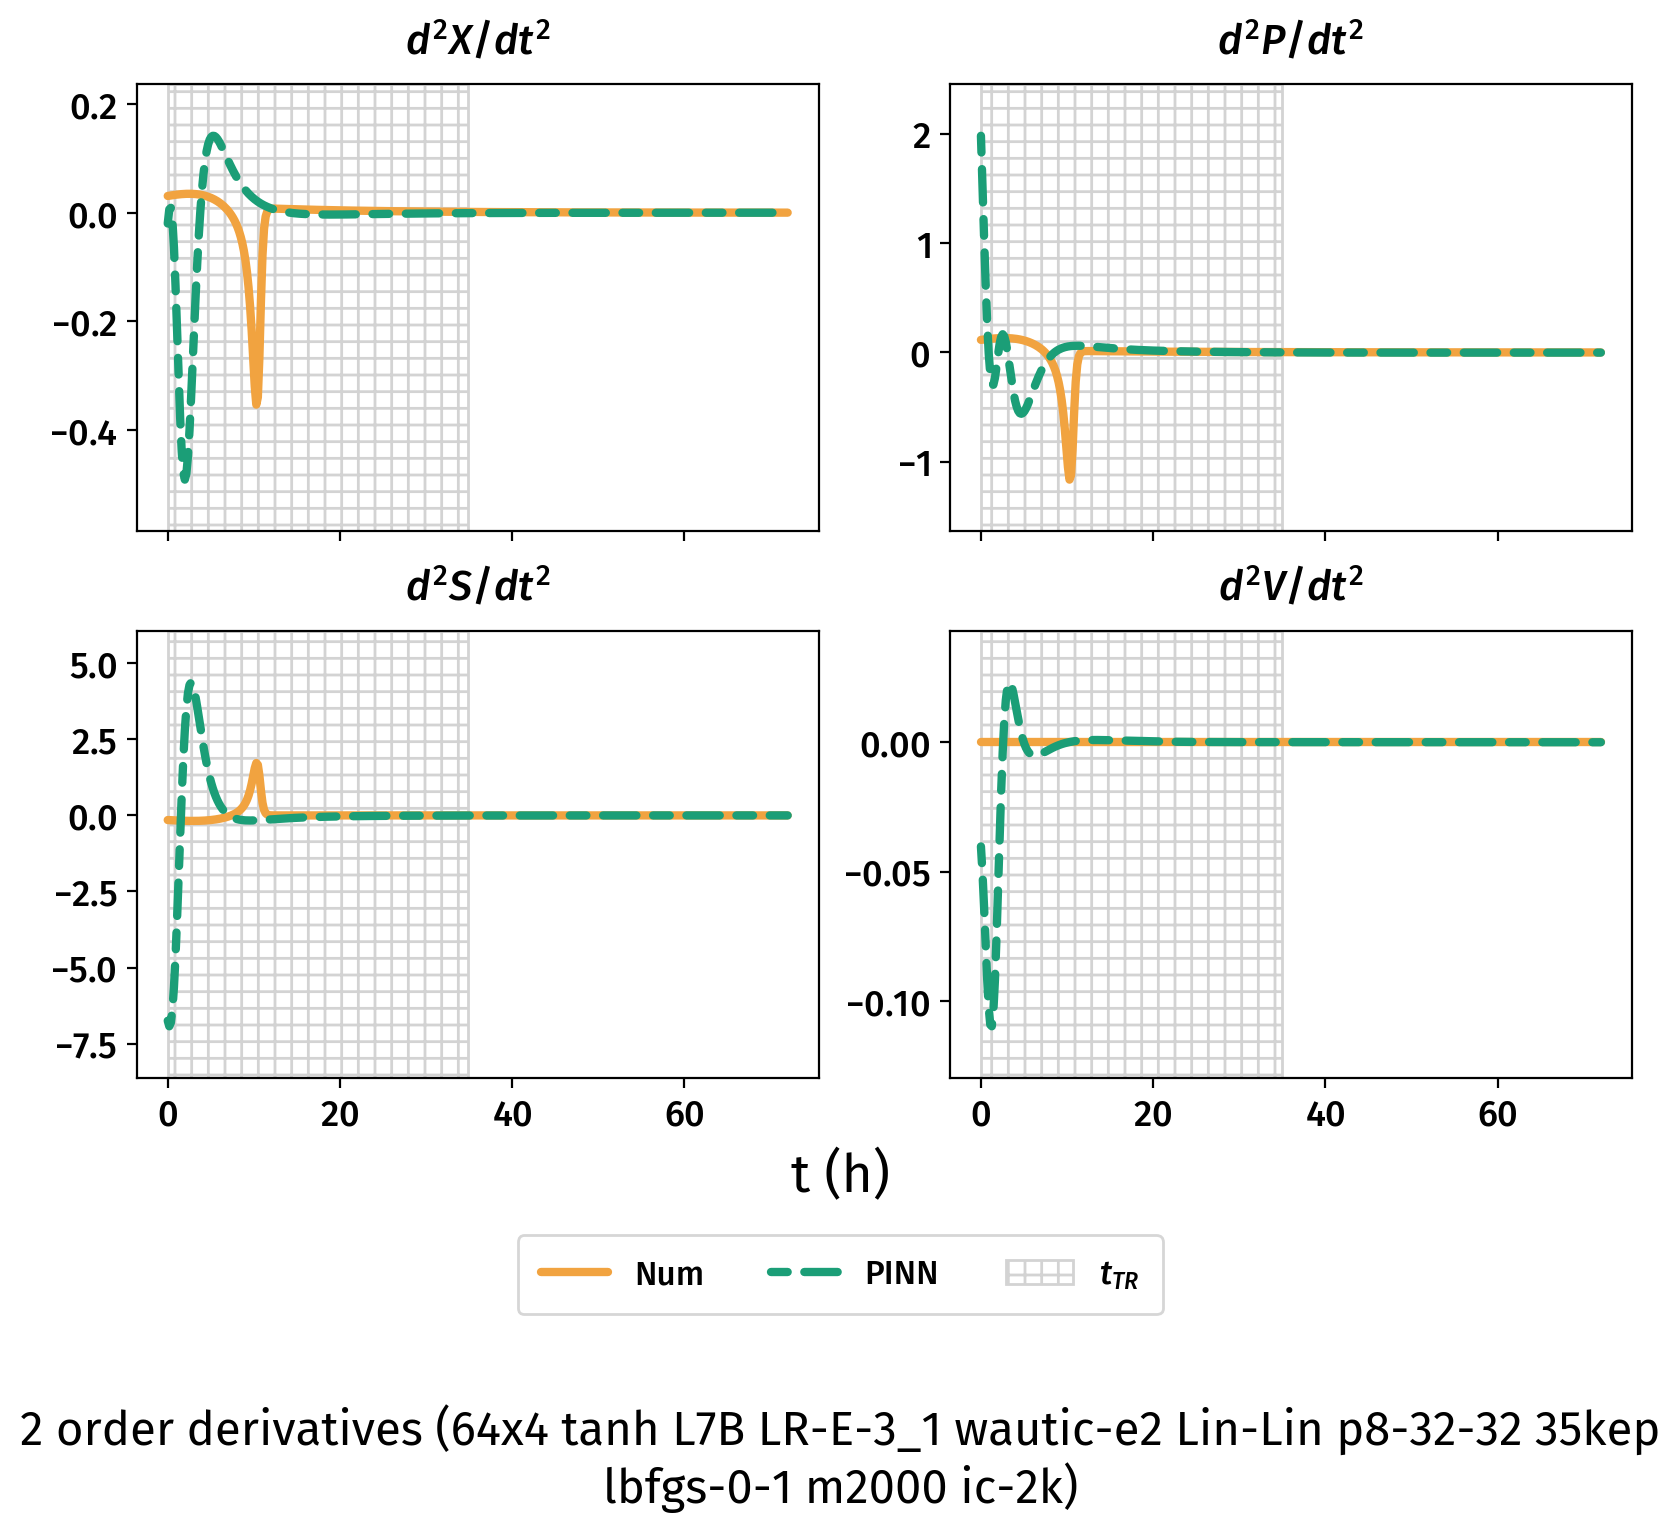 d²X/dt²
d²P/dt²
0.2
0.0
−0.2
−0.4
2
1
0
−1
d²S/dt²
d²V/dt²
5.0
2.5
0.0
−2.5
−5.0
−7.5
0.00
−0.05
−0.10
0 20 40 60
0 20 40 60
t (h)
Num PINN t_TR
2 order derivatives (64x4 tanh L7B LR-E-3_1 wautic-e2 Lin-Lin p8-32-32 35kep
lbfgs-0-1 m2000 ic-2k)